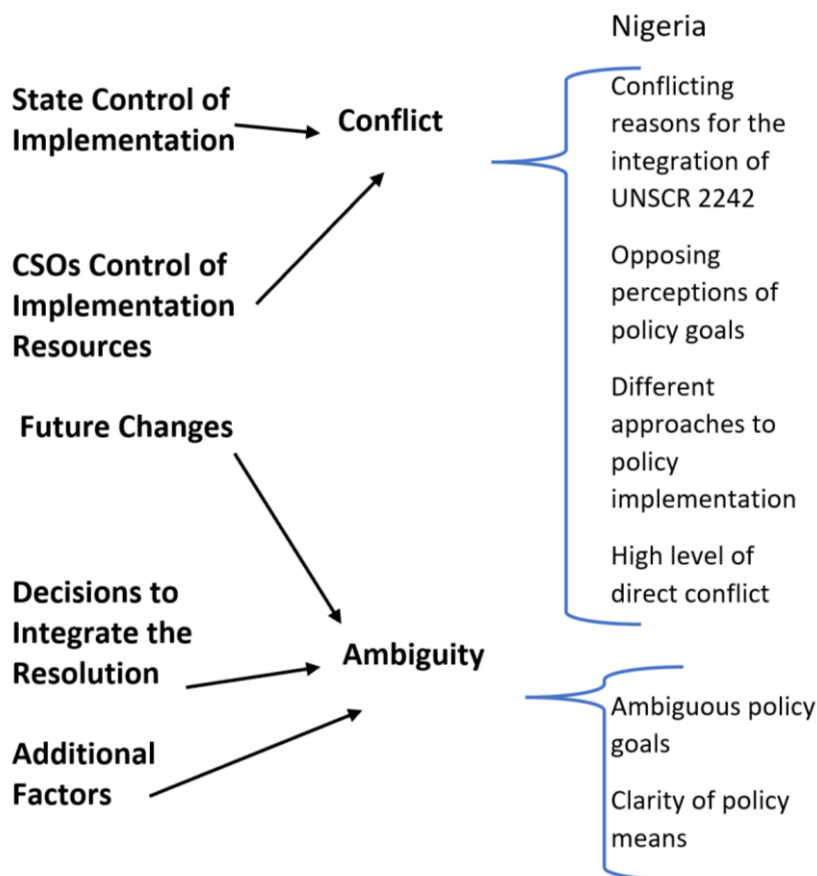 Nigeria
State Control of
Implementation
Conflict
Conflicting
reasons for the
integration of
UNSCR 2242
CSOs Control of
Implementation
Resources
Opposing
perceptions of
policy goals
Future Changes
Different
approaches to
policy
implementation
High level of
direct conflict
Decisions to
Integrate the
Resolution
Ambiguity
Additional
Factors
Ambiguous policy
goals
Clarity of policy
means